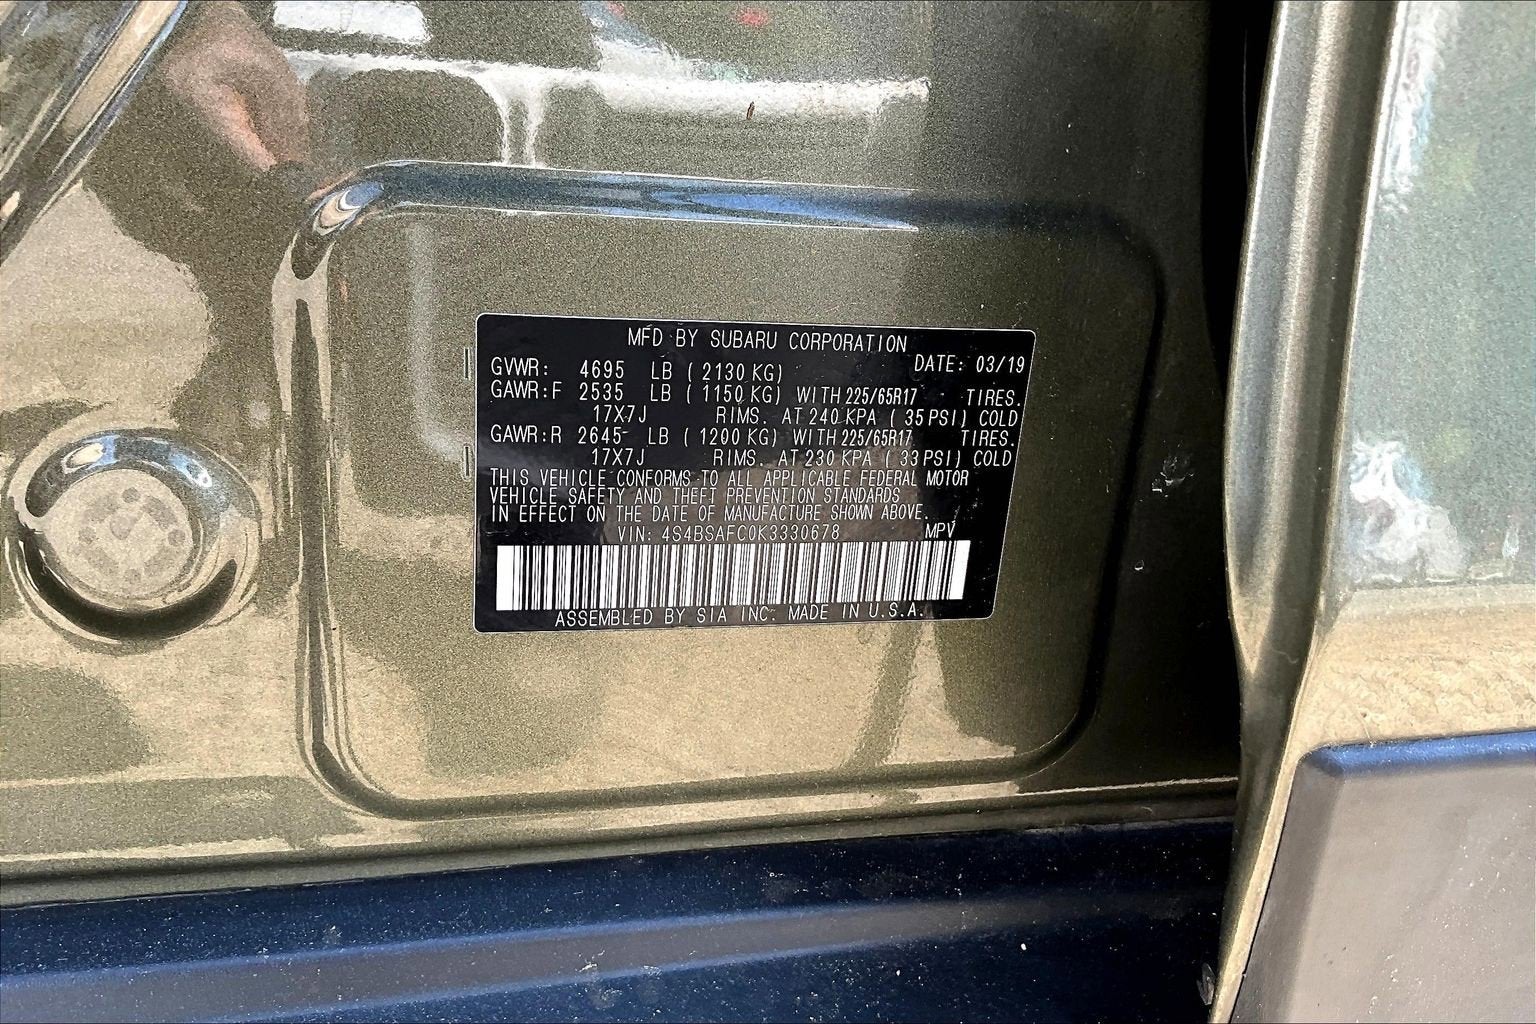 MFD BY SUBARU CORPORATION
GVWR: 4695 LB ( 2130 KG) DATE: 03/19
GAWR:F 2535 LB ( 1150 KG) WITH 225/65R17 TIRES.
17X7J RIMS. AT 240 KPA ( 35 PSI) COLD
GAWR:R 2645 LB ( 1200 KG) WITH 225/65R17 TIRES.
17X7J RIMS. AT 230 KPA ( 33 PSI) COLD
THIS VEHICLE CONFORMS TO ALL APPLICABLE FEDERAL MOTOR
VEHICLE SAFETY AND THEFT PREVENTION STANDARDS
IN EFFECT ON THE DATE OF MANUFACTURE SHOWN ABOVE.
VIN: 4S4BSAFC0K3330678 MPV
ASSEMBLED BY SIA INC. MADE IN U.S.A.